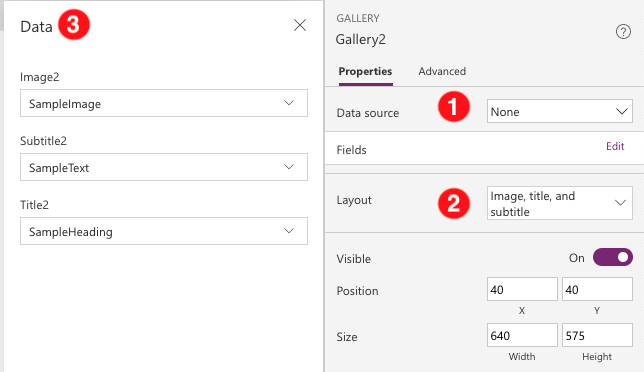 Data 3
Image2
SampleImage
Subtitle2
SampleText
Title2
SampleHeading
GALLERY
Gallery2
Properties Advanced
Data source 1 None
Fields Edit
Layout 2 Image, title, and
subtitle
Visible On
Position 40 40
X Y
Size 640 575
Width Height